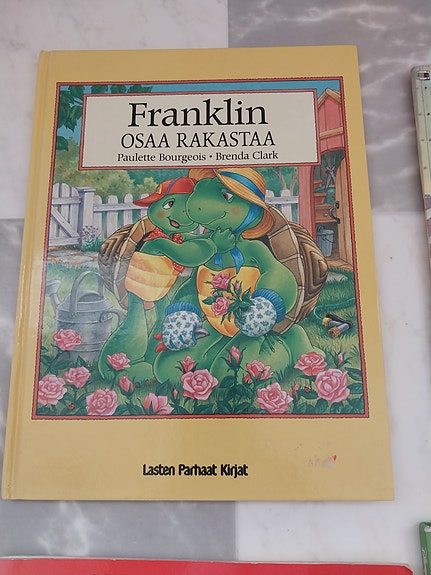 Franklin
OSAA RAKASTAA
Paulette Bourgeois • Brenda Clark
Lasten Parhaat Kirjat